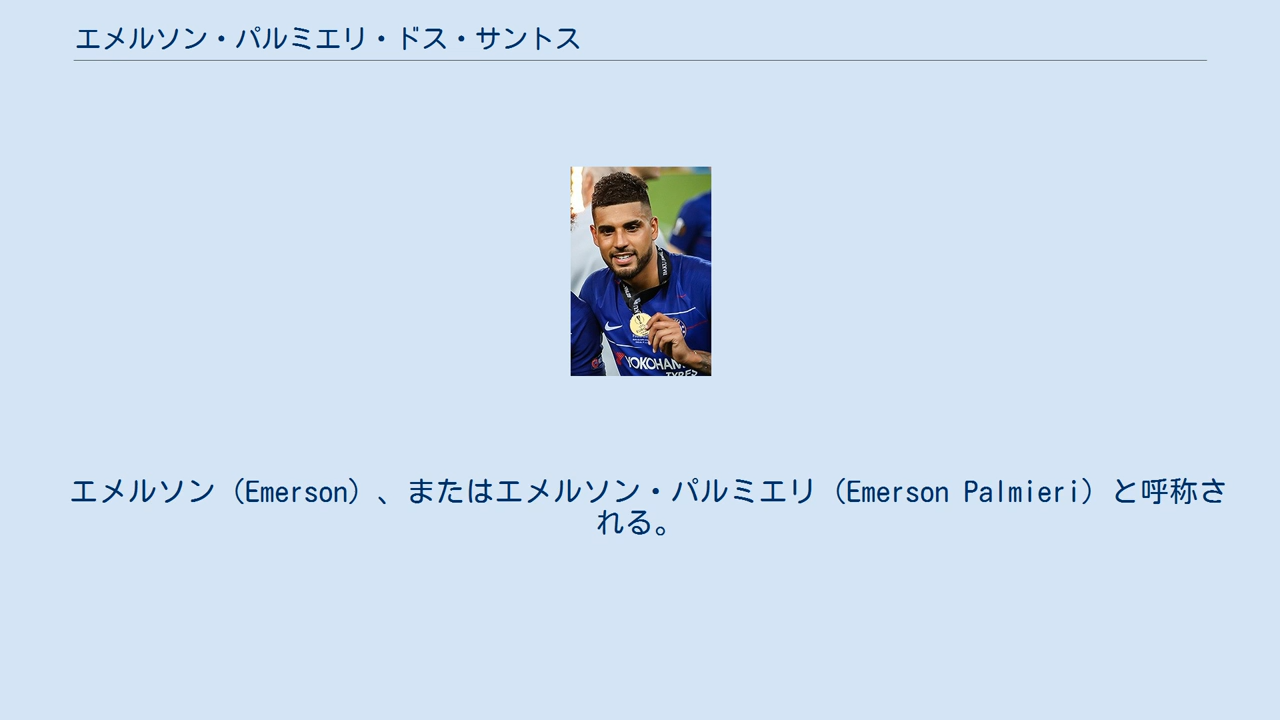 エメルソン・パルミエリ・ドス・サントス
YOKOHAMA
TYRES
エメルソン（Emerson）、またはエメルソン・パルミエリ（Emerson Palmieri）と呼称さ
れる。